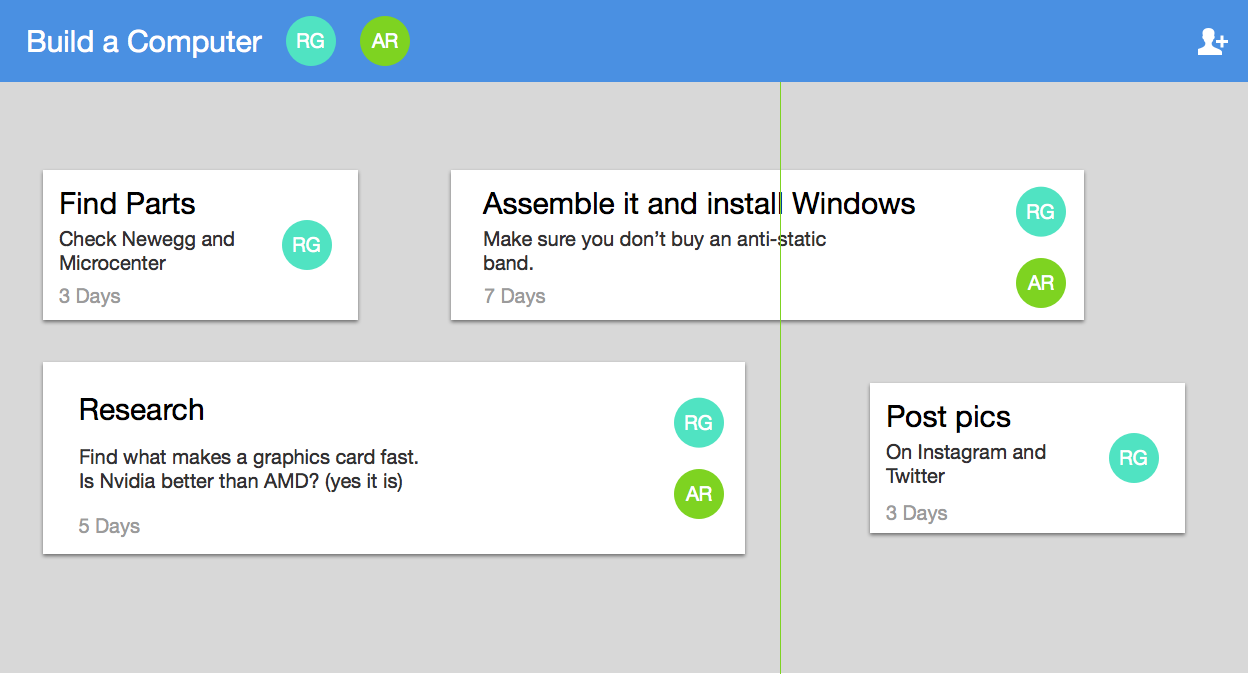 Build a Computer RG AR
Find Parts
Check Newegg and
Microcenter
3 Days
RG
Assemble it and install Windows
Make sure you don’t buy an anti-static
band.
7 Days
RG
AR
Research
Find what makes a graphics card fast.
Is Nvidia better than AMD? (yes it is)
5 Days
RG
AR
Post pics
On Instagram and
Twitter
3 Days
RG